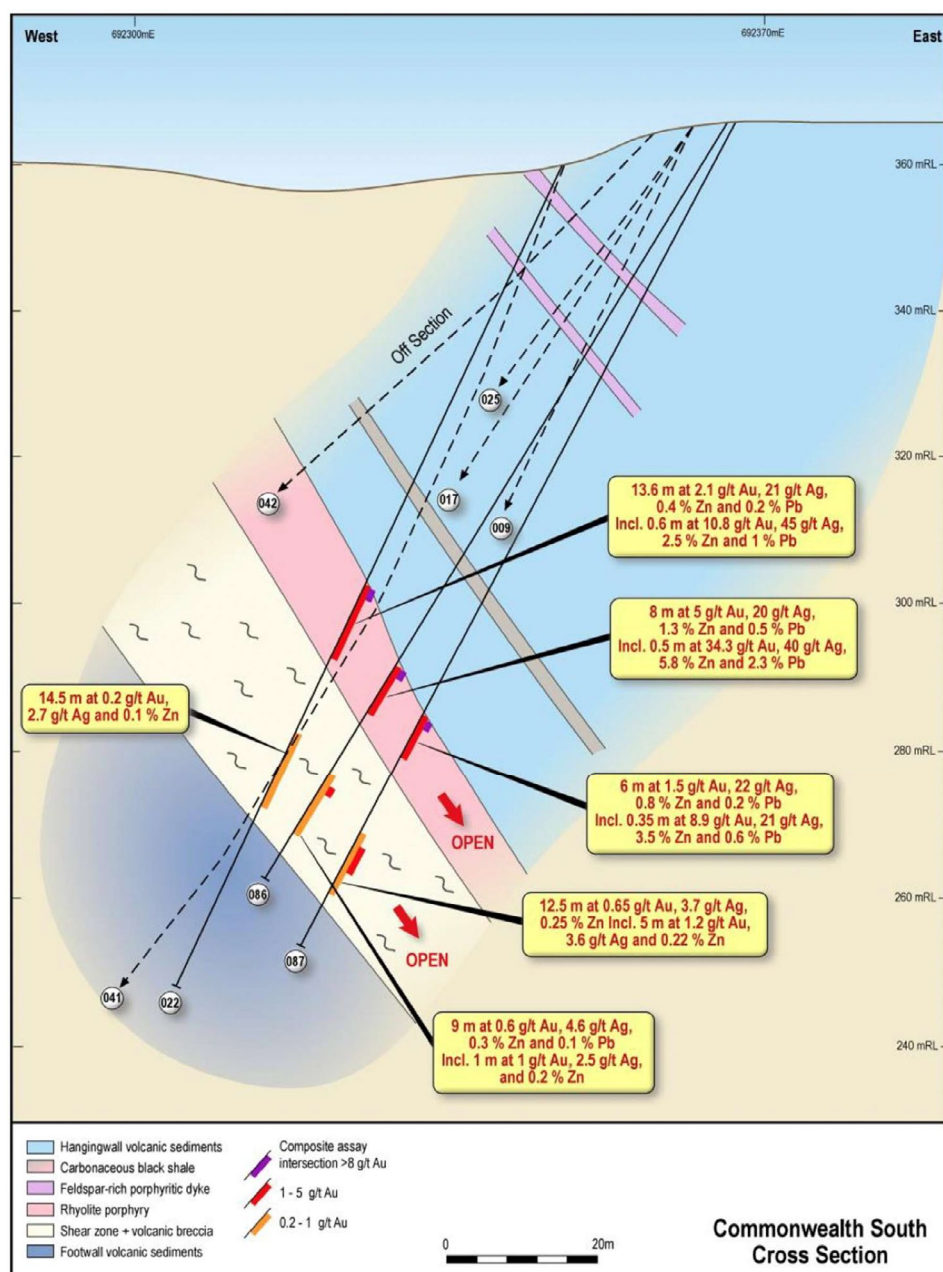 West
692300mE
692370mE
East
360 mRL
340 mRL
320 mRL
300 mRL
280 mRL
260 mRL
240 mRL
Off Section
025
042
017
009
13.6 m at 2.1 g/t Au, 21 g/t Ag,
0.4 % Zn and 0.2 % Pb
Incl. 0.6 m at 10.8 g/t Au, 45 g/t Ag,
2.5 % Zn and 1 % Pb
8 m at 5 g/t Au, 20 g/t Ag,
1.3 % Zn and 0.5 % Pb
Incl. 0.5 m at 34.3 g/t Au, 40 g/t Ag,
5.8 % Zn and 2.3 % Pb
14.5 m at 0.2 g/t Au,
2.7 g/t Ag and 0.1 % Zn
6 m at 1.5 g/t Au, 22 g/t Ag,
0.8 % Zn and 0.2 % Pb
Incl. 0.35 m at 8.9 g/t Au, 21 g/t Ag,
3.5 % Zn and 0.6 % Pb
OPEN
086
12.5 m at 0.65 g/t Au, 3.7 g/t Ag,
0.25 % Zn Incl. 5 m at 1.2 g/t Au,
3.6 g/t Ag and 0.22 % Zn
087
OPEN
041
022
9 m at 0.6 g/t Au, 4.6 g/t Ag,
0.3 % Zn and 0.1 % Pb
Incl. 1 m at 1 g/t Au, 2.5 g/t Ag,
and 0.2 % Zn
Hangingwall volcanic sediments
Carbonaceous black shale
Feldspar-rich porphyritic dyke
Rhyolite porphyry
Shear zone + volcanic breccia
Footwall volcanic sediments
Composite assay
intersection >8 g/t Au
1 - 5 g/t Au
0.2 - 1 g/t Au
0
20m
Commonwealth South
Cross Section